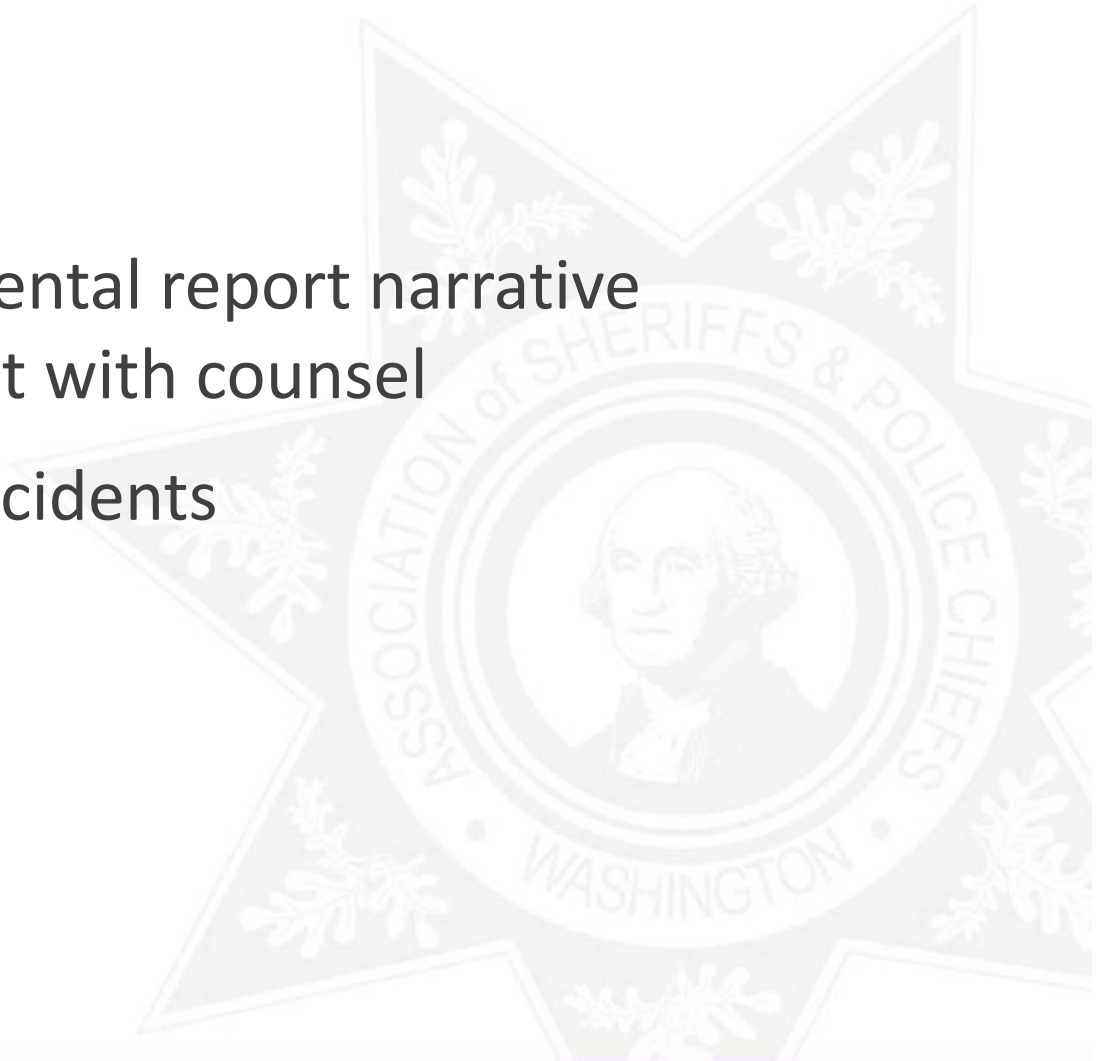 ental report narrative
t with counsel
cidents
ASSOCIATION of SHERIFFS & POLICE CHIEFS
• WASHINGTON •